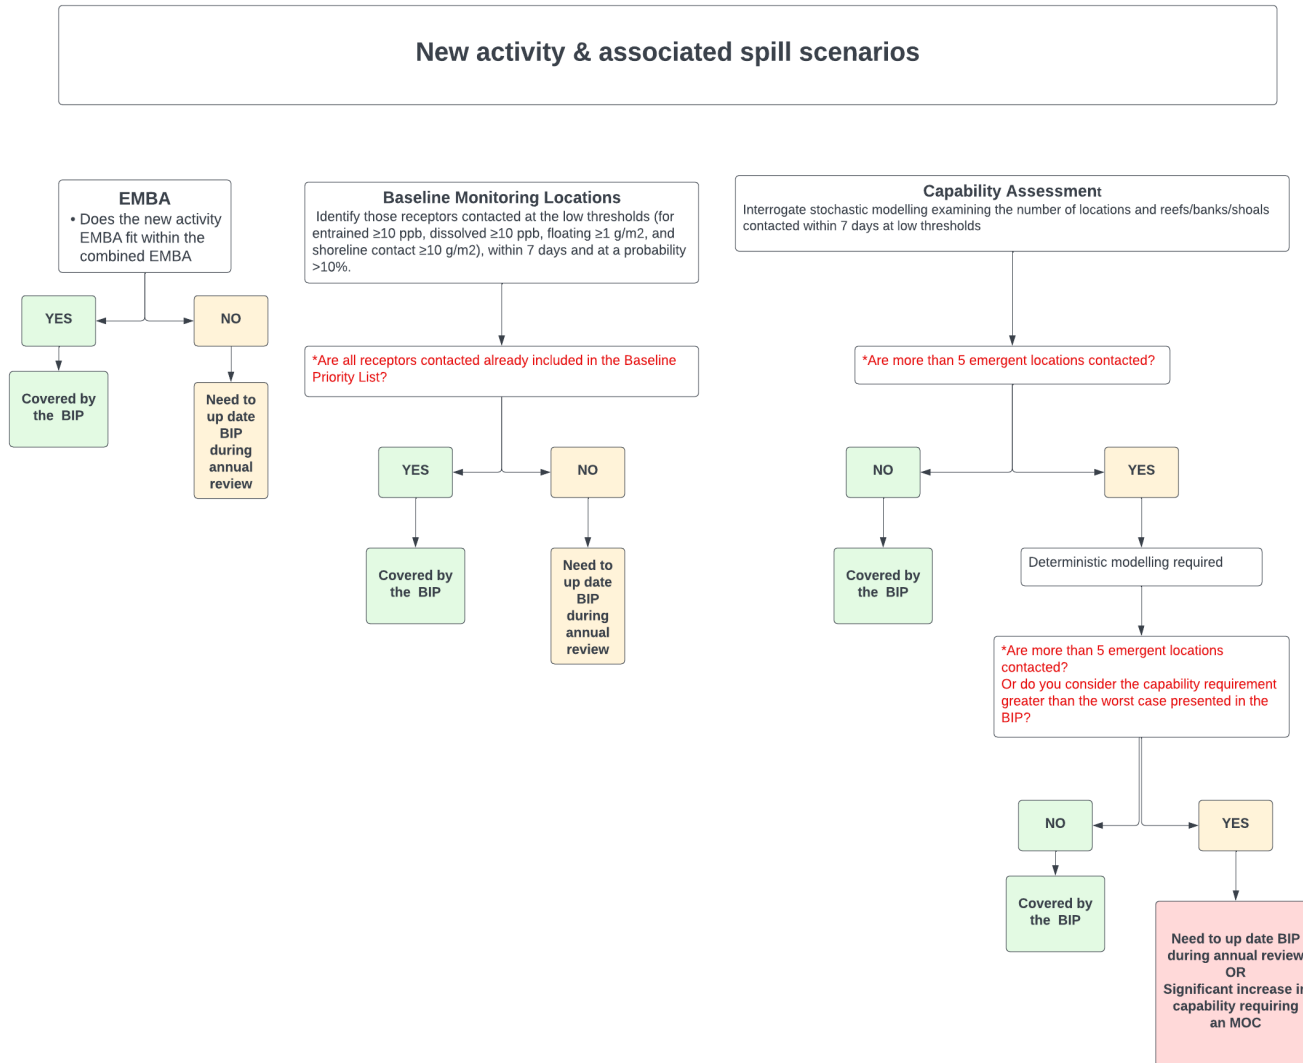 New activity & associated spill scenarios
EMBA
• Does the new activity
EMBA fit within the
combined EMBA
YES
NO
Covered by
the BIP
Need to
up date
BIP
during
annual
review
Baseline Monitoring Locations
Identify those receptors contacted at the low thresholds (for
entrained ≥10 ppb, dissolved ≥10 ppb, floating ≥1 g/m2, and
shoreline contact ≥10 g/m2), within 7 days and at a probability
>10%.
*Are all receptors contacted already included in the Baseline
Priority List?
YES
NO
Covered by
the BIP
Need to
up date
BIP
during
annual
review
Capability Assessment
Interrogate stochastic modelling examining the number of locations and reefs/banks/shoals
contacted within 7 days at low thresholds
*Are more than 5 emergent locations contacted?
NO
YES
Covered by
the BIP
Deterministic modelling required
*Are more than 5 emergent locations
contacted?
Or do you consider the capability requirement
greater than the worst case presented in the
BIP?
NO
YES
Covered by
the BIP
Need to up date BIP
during annual review
OR
Significant increase in
capability requiring
an MOC